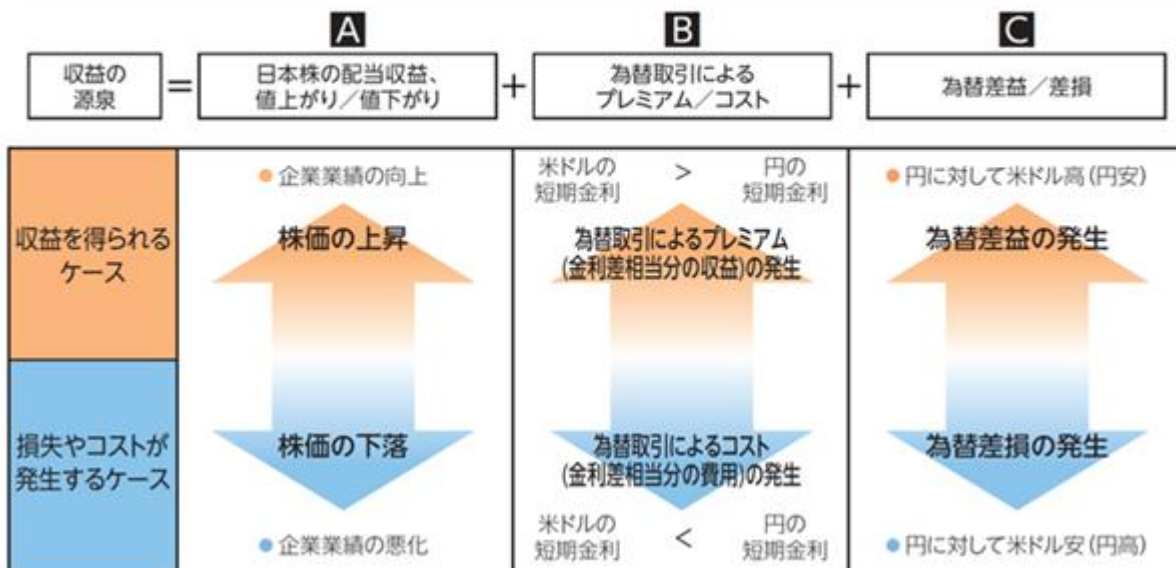 A
B
C
収益の
源泉
=
日本株の配当収益、
値上がり/値下がり
+
為替取引による
プレミアム/コスト
+
為替差益/差損
収益を得られる
ケース
●企業業績の向上
株価の上昇
米ドルの
短期金利
>
円の
短期金利
為替取引によるプレミアム
(金利差相当分の収益)の発生
●円に対して米ドル高(円安)
為替差益の発生
損失やコストが
発生するケース
株価の下落
●企業業績の悪化
為替取引によるコスト
(金利差相当分の費用)の発生
米ドルの
短期金利
<
円の
短期金利
為替差損の発生
●円に対して米ドル安(円高)